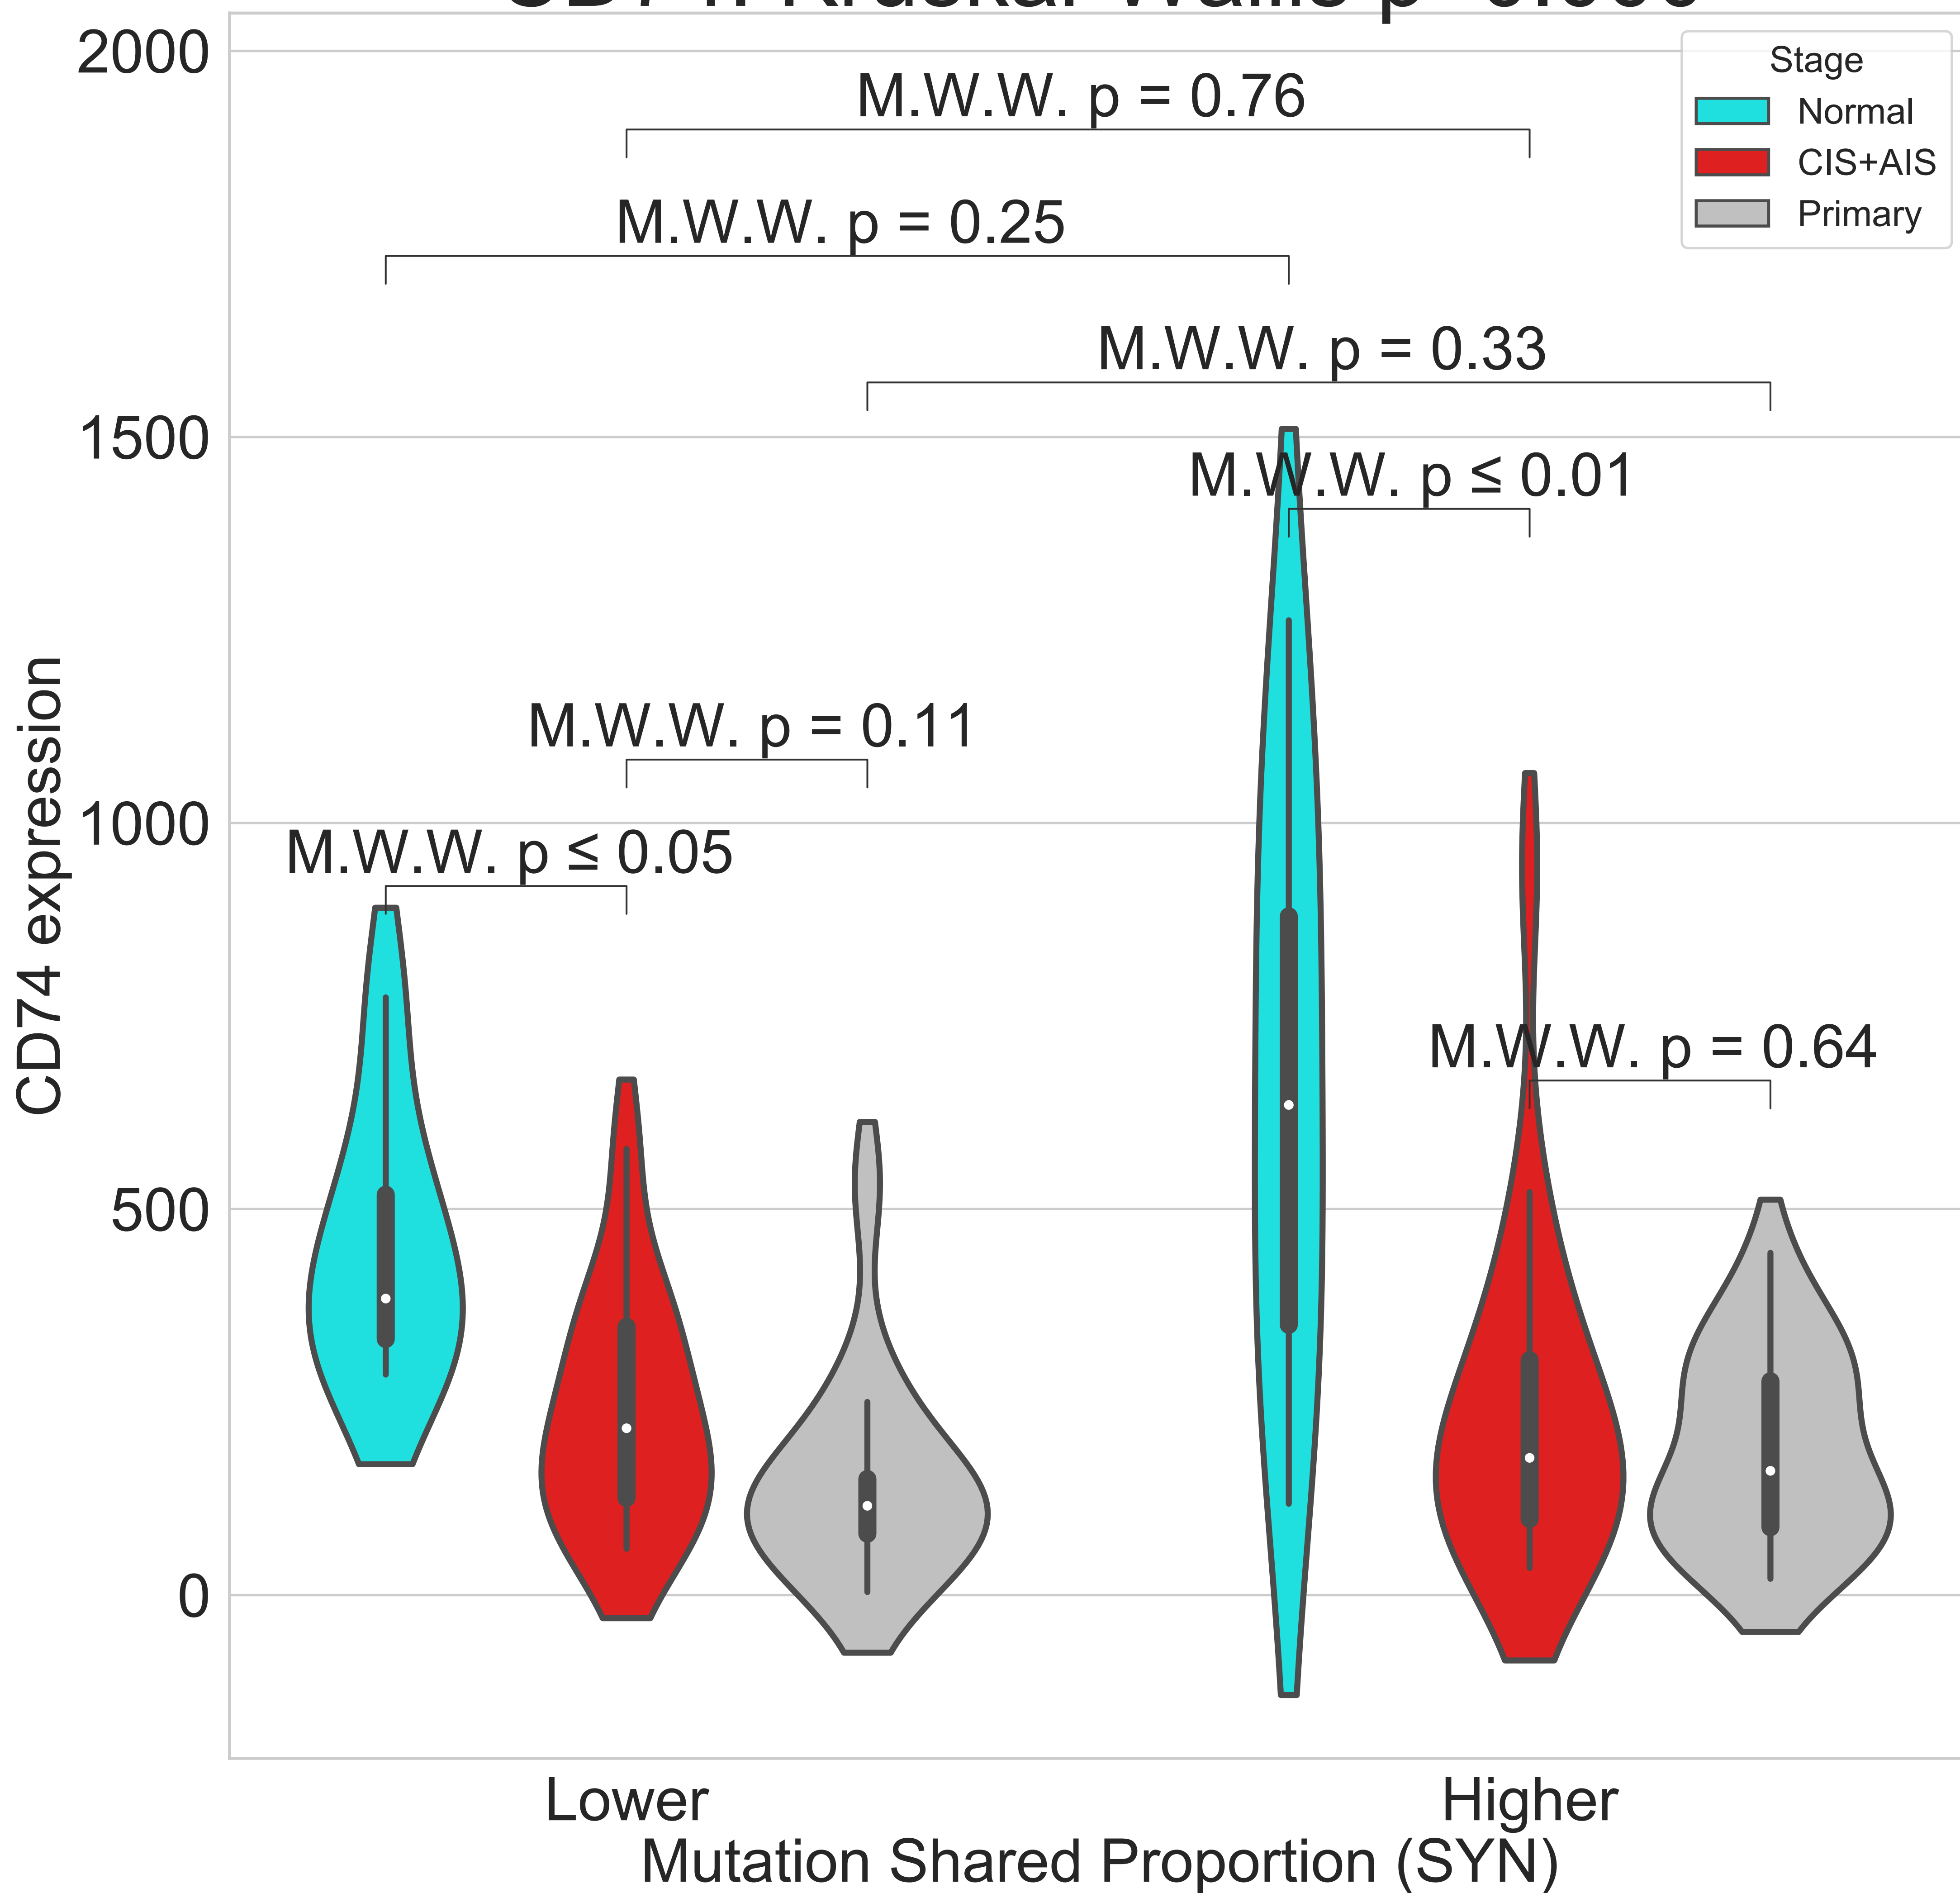 2000
1500
1000
500
0
CD74 expression
M.W.W. p = 0.76
M.W.W. p = 0.25
M.W.W. p = 0.33
M.W.W. p ≤ 0.01
M.W.W. p = 0.11
M.W.W. p ≤ 0.05
M.W.W. p = 0.64
Stage
Normal
CIS+AIS
Primary
Lower
Higher
Mutation Shared Proportion (SYN)